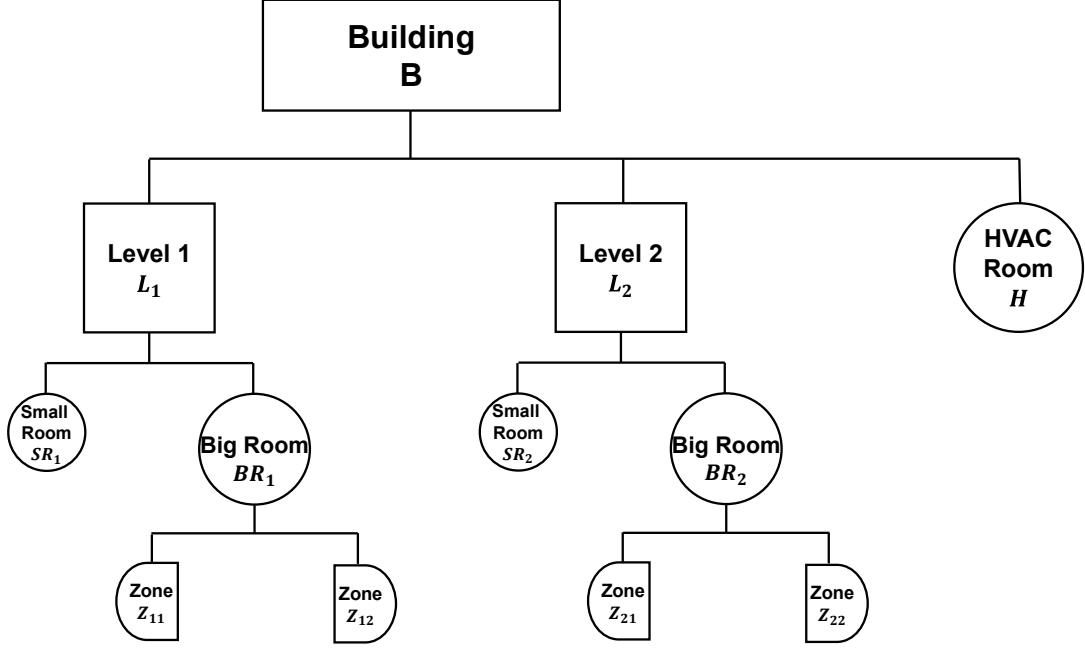 Building
B
Level 1
L₁
Level 2
L₂
HVAC
Room
H
Small
Room
SR₁
Big Room
BR₁
Small
Room
SR₂
Big Room
BR₂
Zone
Z₁₁
Zone
Z₁₂
Zone
Z₂₁
Zone
Z₂₂